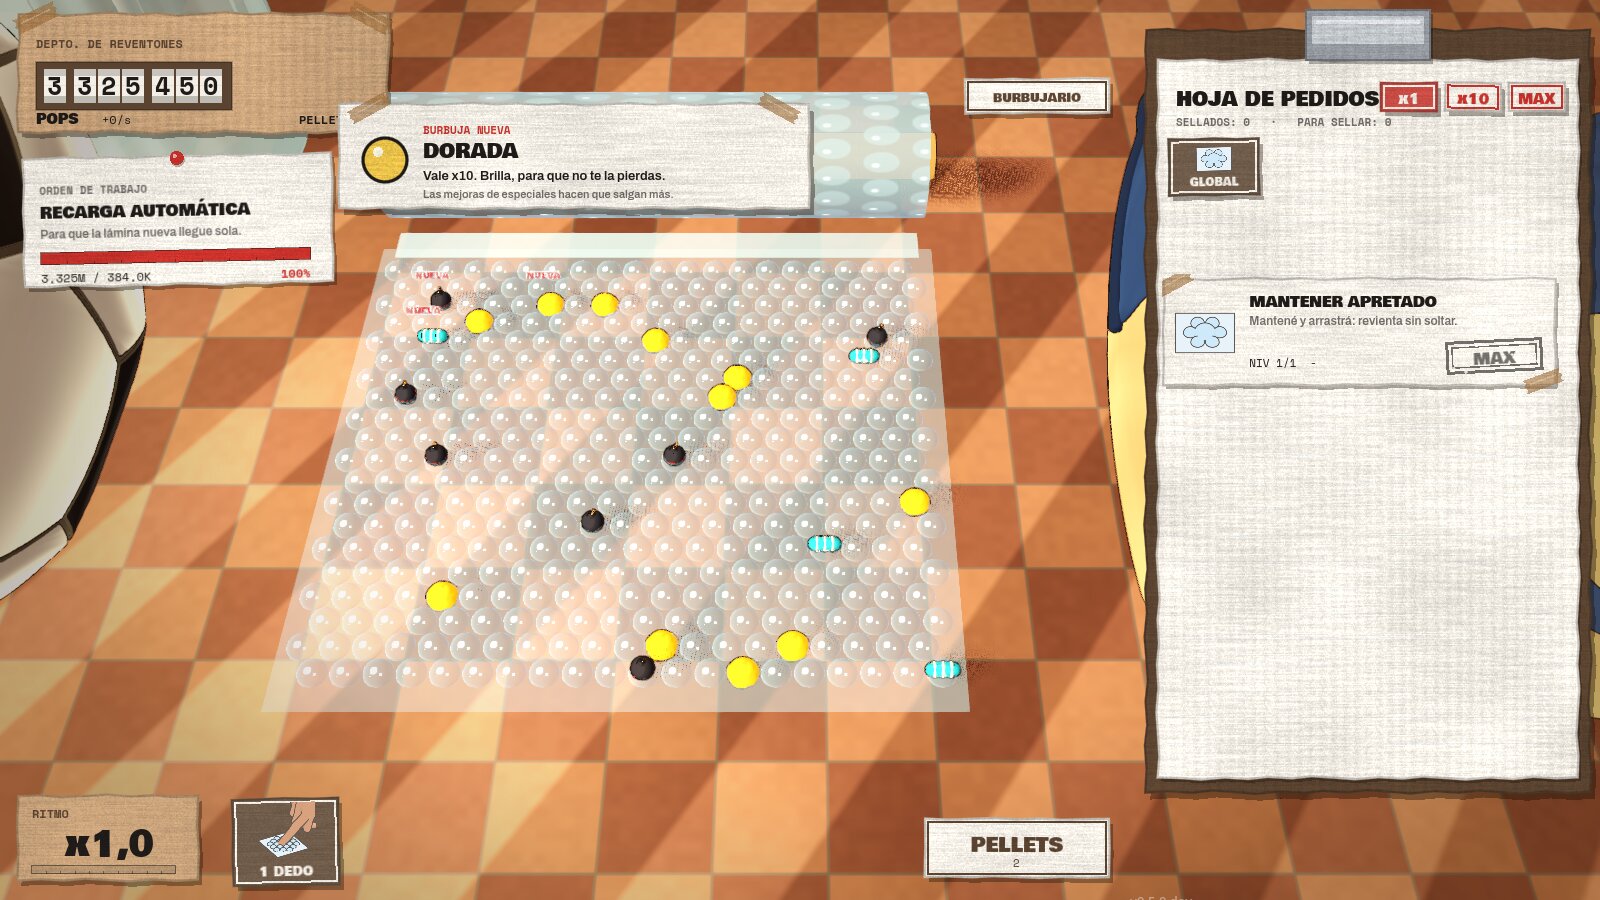 DEPTO. DE REVENTONES
3 325 450
POPS +0/s
ORDEN DE TRABAJO
RECARGA AUTOMÁTICA
Para que la lámina nueva llegue sola.
3,325M / 384.0K 100%
BURBUJA NUEVA
DORADA
Vale x10. Brilla, para que no te la pierdas.
Las mejoras de especiales hacen que salgan más.
BURBUJARIO
NUEVA
NUEVA
NUEVA
HOJA DE PEDIDOS x1 x10 MAX
SELLADOS: 0 · PARA SELLAR: 0
GLOBAL
MANTENER APRETADO
Mantené y arrastrá: revienta sin soltar.
NIV 1/1 - MAX
RITMO
x1,0
1 DEDO
PELLETS
2